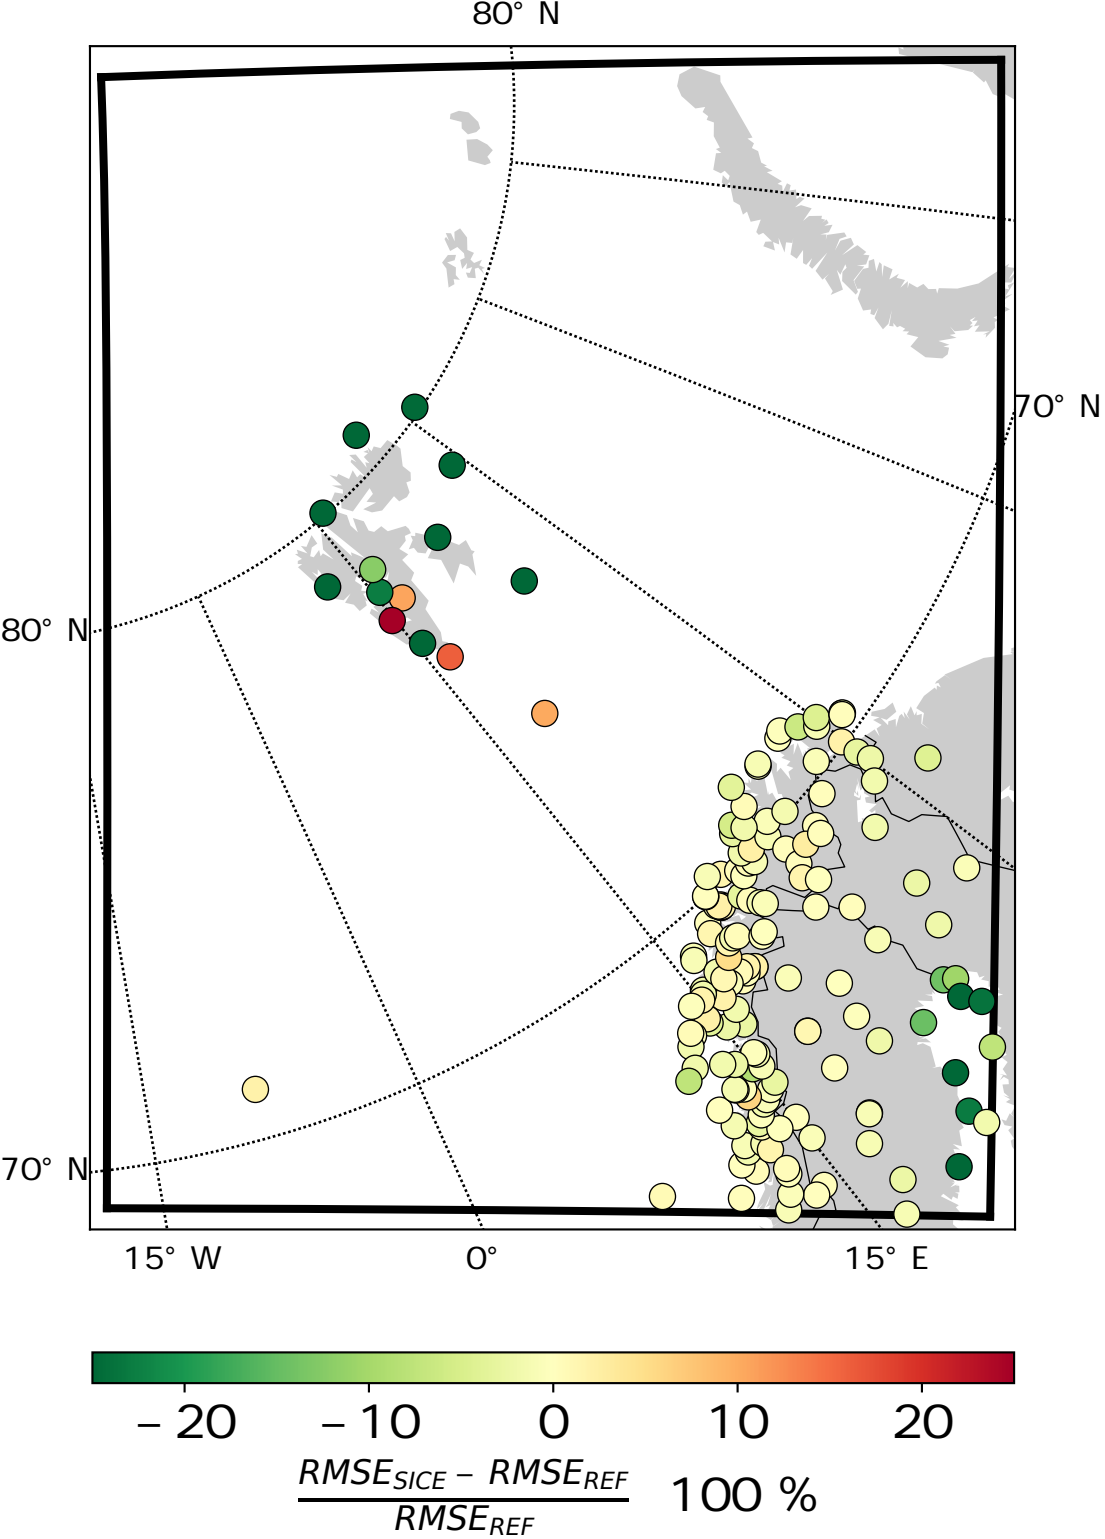 80° N
70° N
80° N
70° N
15° W 0° 15° E
−20 −10 0 10 20
RMSE_SICE − RMSE_REF
100 %
RMSE_REF